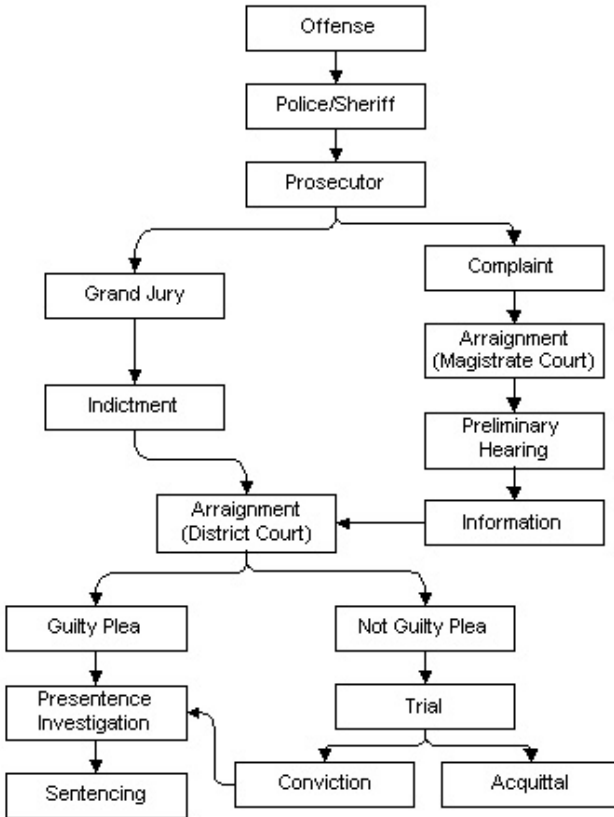 Offense
Police/Sheriff
Prosecutor
Grand Jury
Complaint
Arraignment
(Magistrate Court)
Indictment
Preliminary
Hearing
Arraignment
(District Court)
Information
Guilty Plea
Not Guilty Plea
Presentence
Investigation
Trial
Sentencing
Conviction
Acquittal